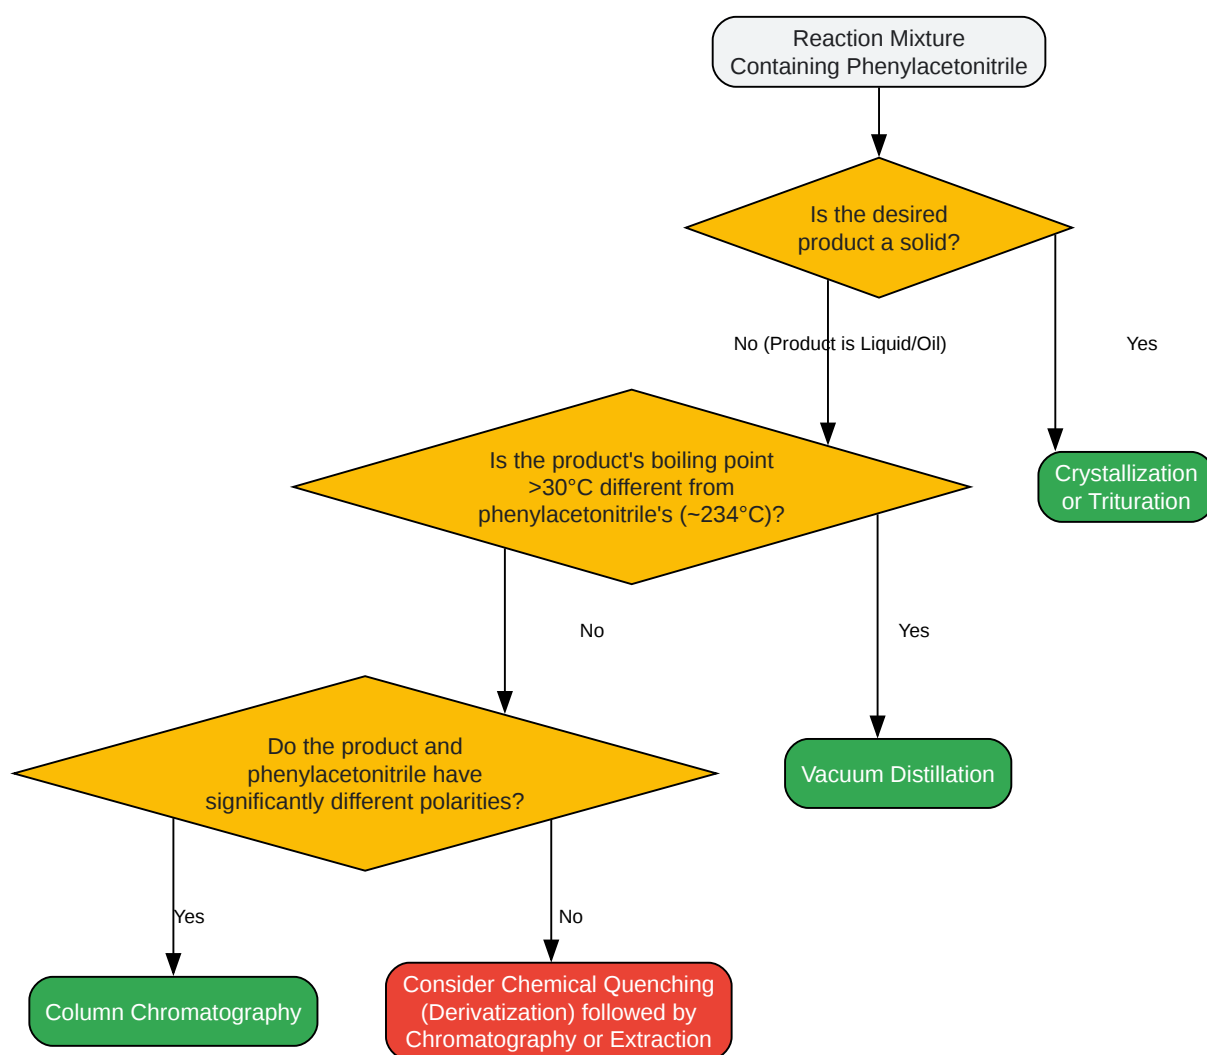 Reaction Mixture
Containing Phenylacetonitrile
Is the desired
product a solid?
No (Product is Liquid/Oil)
Yes
Is the product's boiling point
>30°C different from
phenylacetonitrile's (~234°C)?
Crystallization
or Trituration
No
Yes
Do the product and
phenylacetonitrile have
significantly different polarities?
Vacuum Distillation
Yes
No
Column Chromatography
Consider Chemical Quenching
(Derivatization) followed by
Chromatography or Extraction